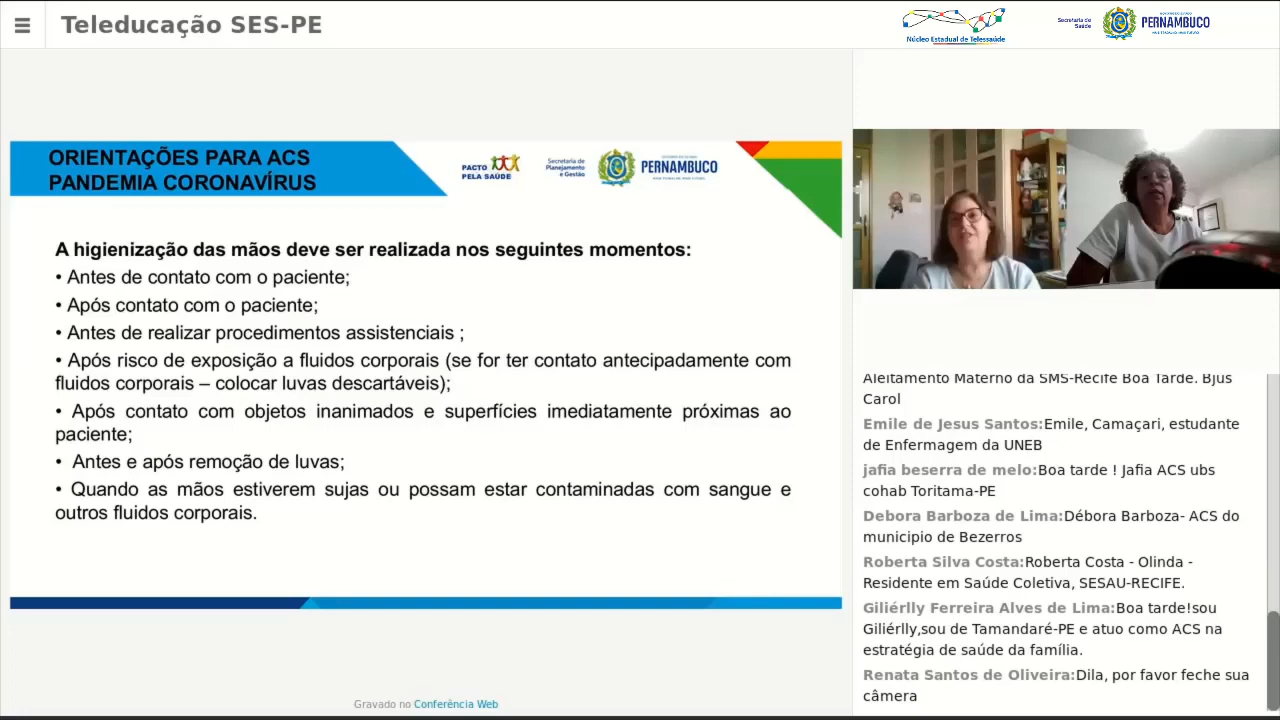 Teleducação SES-PE
Núcleo Estadual de Telessaúde
Secretaria de
Saúde
PERNAMBUCO
ORIENTAÇÕES PARA ACS
PANDEMIA CORONAVÍRUS
PACTO
PELA SAÚDE
Secretaria de
Planejamento
e Gestão
PERNAMBUCO
A higienização das mãos deve ser realizada nos seguintes momentos:
• Antes de contato com o paciente;
• Após contato com o paciente;
• Antes de realizar procedimentos assistenciais ;
• Após risco de exposição a fluidos corporais (se for ter contato antecipadamente com
fluidos corporais – colocar luvas descartáveis);
• Após contato com objetos inanimados e superfícies imediatamente próximas ao
paciente;
• Antes e após remoção de luvas;
• Quando as mãos estiverem sujas ou possam estar contaminadas com sangue e
outros fluidos corporais.
Gravado no Conferência Web
Aleitamento Materno da SMS-Recife Boa Tarde. Bjus
Carol
Emile de Jesus Santos:Emile, Camaçari, estudante
de Enfermagem da UNEB
jafia beserra de melo:Boa tarde ! Jafia ACS ubs
cohab Toritama-PE
Debora Barboza de Lima:Débora Barboza- ACS do
municipio de Bezerros
Roberta Silva Costa:Roberta Costa - Olinda -
Residente em Saúde Coletiva, SESAU-RECIFE.
Giliérlly Ferreira Alves de Lima:Boa tarde!sou
Giliérlly,sou de Tamandaré-PE e atuo como ACS na
estratégia de saúde da família.
Renata Santos de Oliveira:Dila, por favor feche sua
câmera